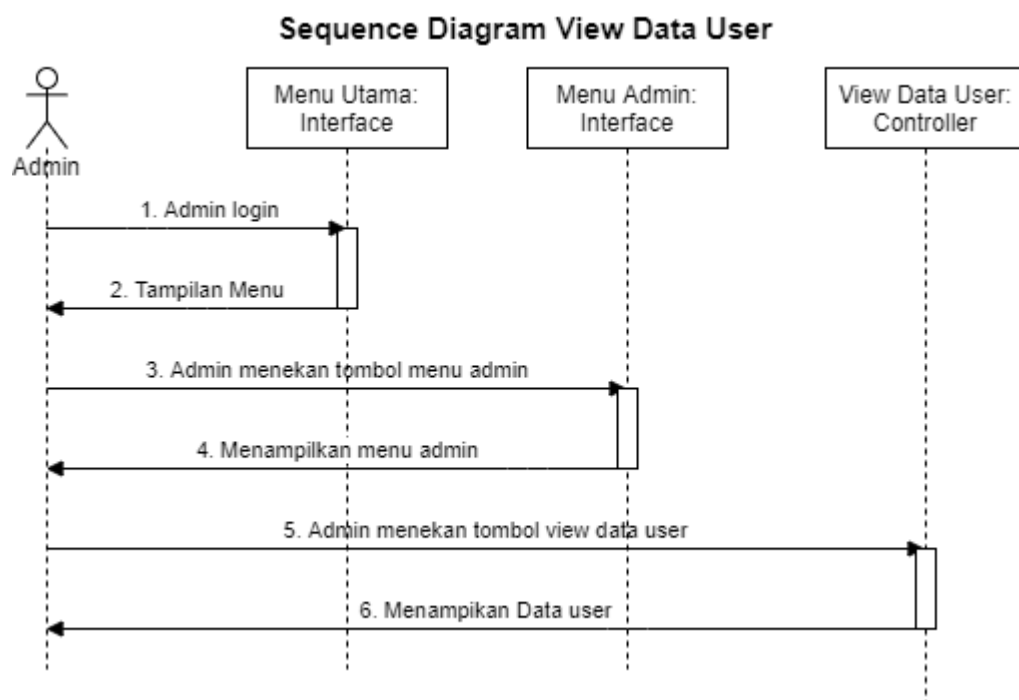 Sequence Diagram View Data User
Menu Utama:
Interface
Menu Admin:
Interface
View Data User:
Controller
Admin
1. Admin login
2. Tampilan Menu
3. Admin menekan tombol menu admin
4. Menampilkan menu admin
5. Admin menekan tombol view data user
6. Menampikan Data user